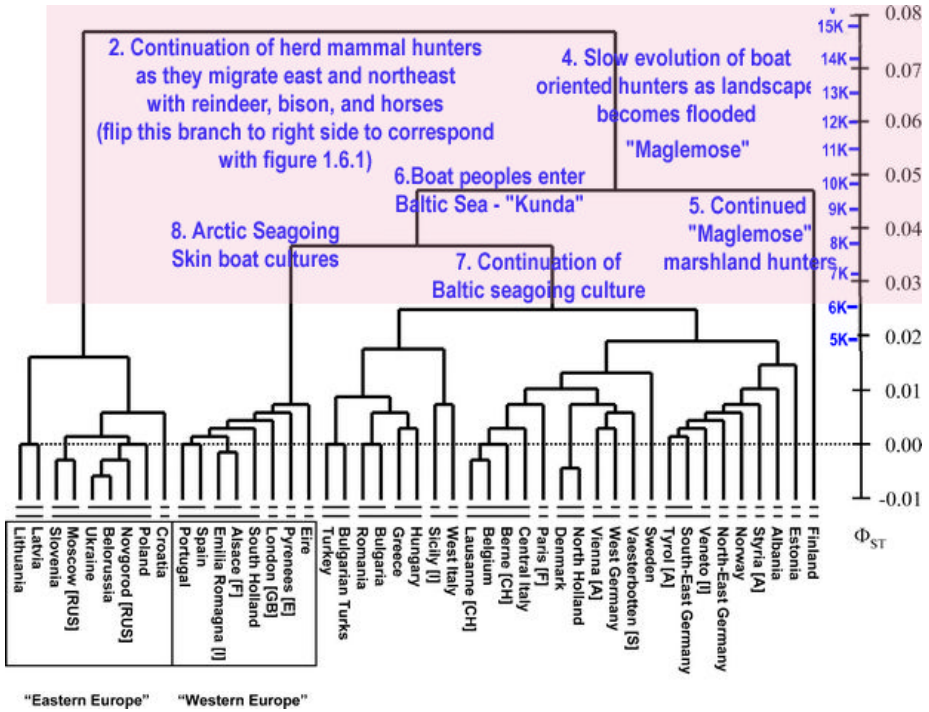 2. Continuation of herd mammal hunters
as they migrate east and northeast
with reindeer, bison, and horses
(flip this branch to right side to correspond
with figure 1.6.1)
4. Slow evolution of boat
oriented hunters as landscape
becomes flooded
"Maglemose"
6.Boat peoples enter
Baltic Sea - "Kunda"
5. Continued
"Maglemose"
marshland hunters
8. Arctic Seagoing
Skin boat cultures
7. Continuation of
Baltic seagoing culture
15K
14K
13K
12K
11K
10K
9K
8K
7K
6K
5K
0.08
0.07
0.06
0.05
0.04
0.03
0.02
0.01
0.00
-0.01
ΦST
Lithuania
Latvia
Slovenia
Moscow [RUS]
Ukraine
Belorussia
Novgorod [RUS]
Poland
Croatia
Portugal
Spain
Emilia Romagna [I]
Alsace [F]
South Holland
London [GB]
Pyrenees [E]
Eire
Turkey
Bulgarian Turks
Romania
Bulgaria
Greece
Hungary
Sicily [I]
West Italy
Lausanne [CH]
Belgium
Berne [CH]
Central Italy
Paris [F]
Denmark
North Holland
Vienna [A]
West Germany
Vaesterbotten [S]
Sweden
Tyrol [A]
South-East Germany
Veneto [I]
North-East Germany
Norway
Styria [A]
Albania
Estonia
Finland
“Eastern Europe”
“Western Europe”